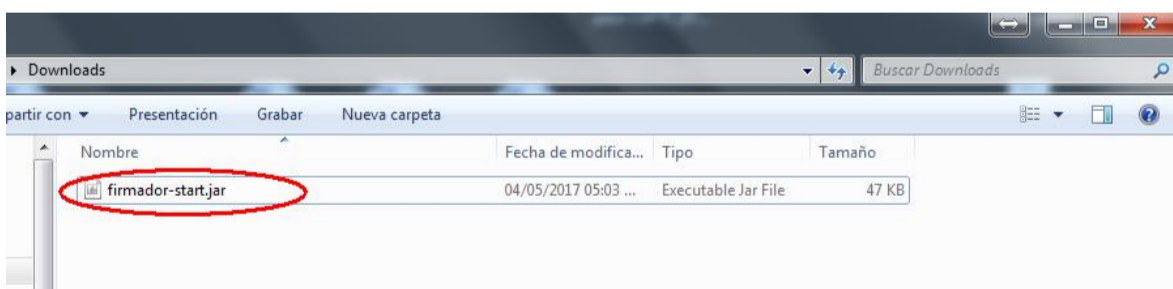 Downloads
Buscar Downloads
partir con
Presentación
Grabar
Nueva carpeta
Nombre
Fecha de modifica...
Tipo
Tamaño
firmador-start.jar
04/05/2017 05:03 ...
Executable Jar File
47 KB